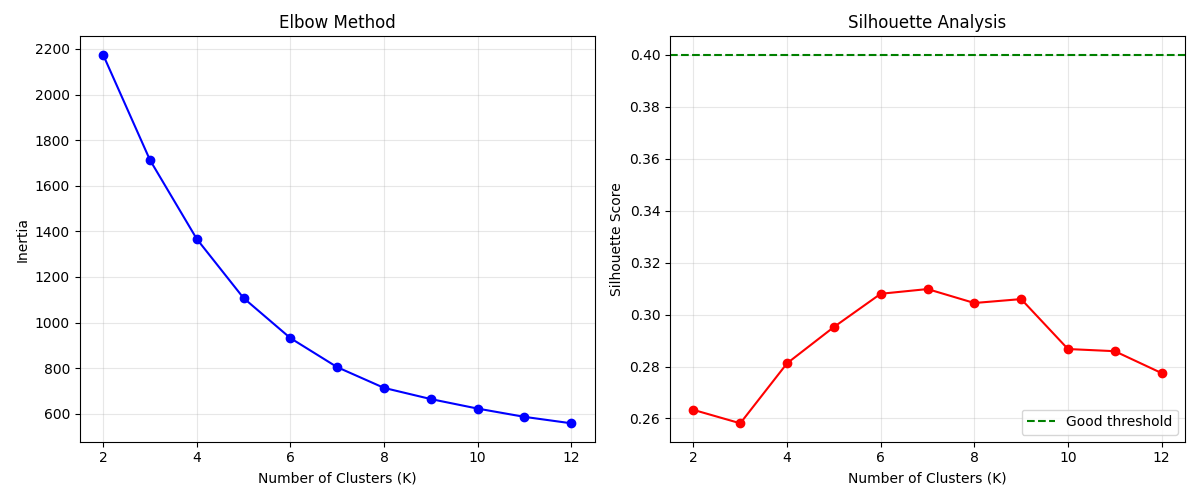 Elbow Method
2200
2000
1800
1600
1400
1200
1000
800
600
Inertia
2 4 6 8 10 12
Number of Clusters (K)
Silhouette Analysis
0.40
0.38
0.36
0.34
0.32
0.30
0.28
0.26
Silhouette Score
Good threshold
2 4 6 8 10 12
Number of Clusters (K)